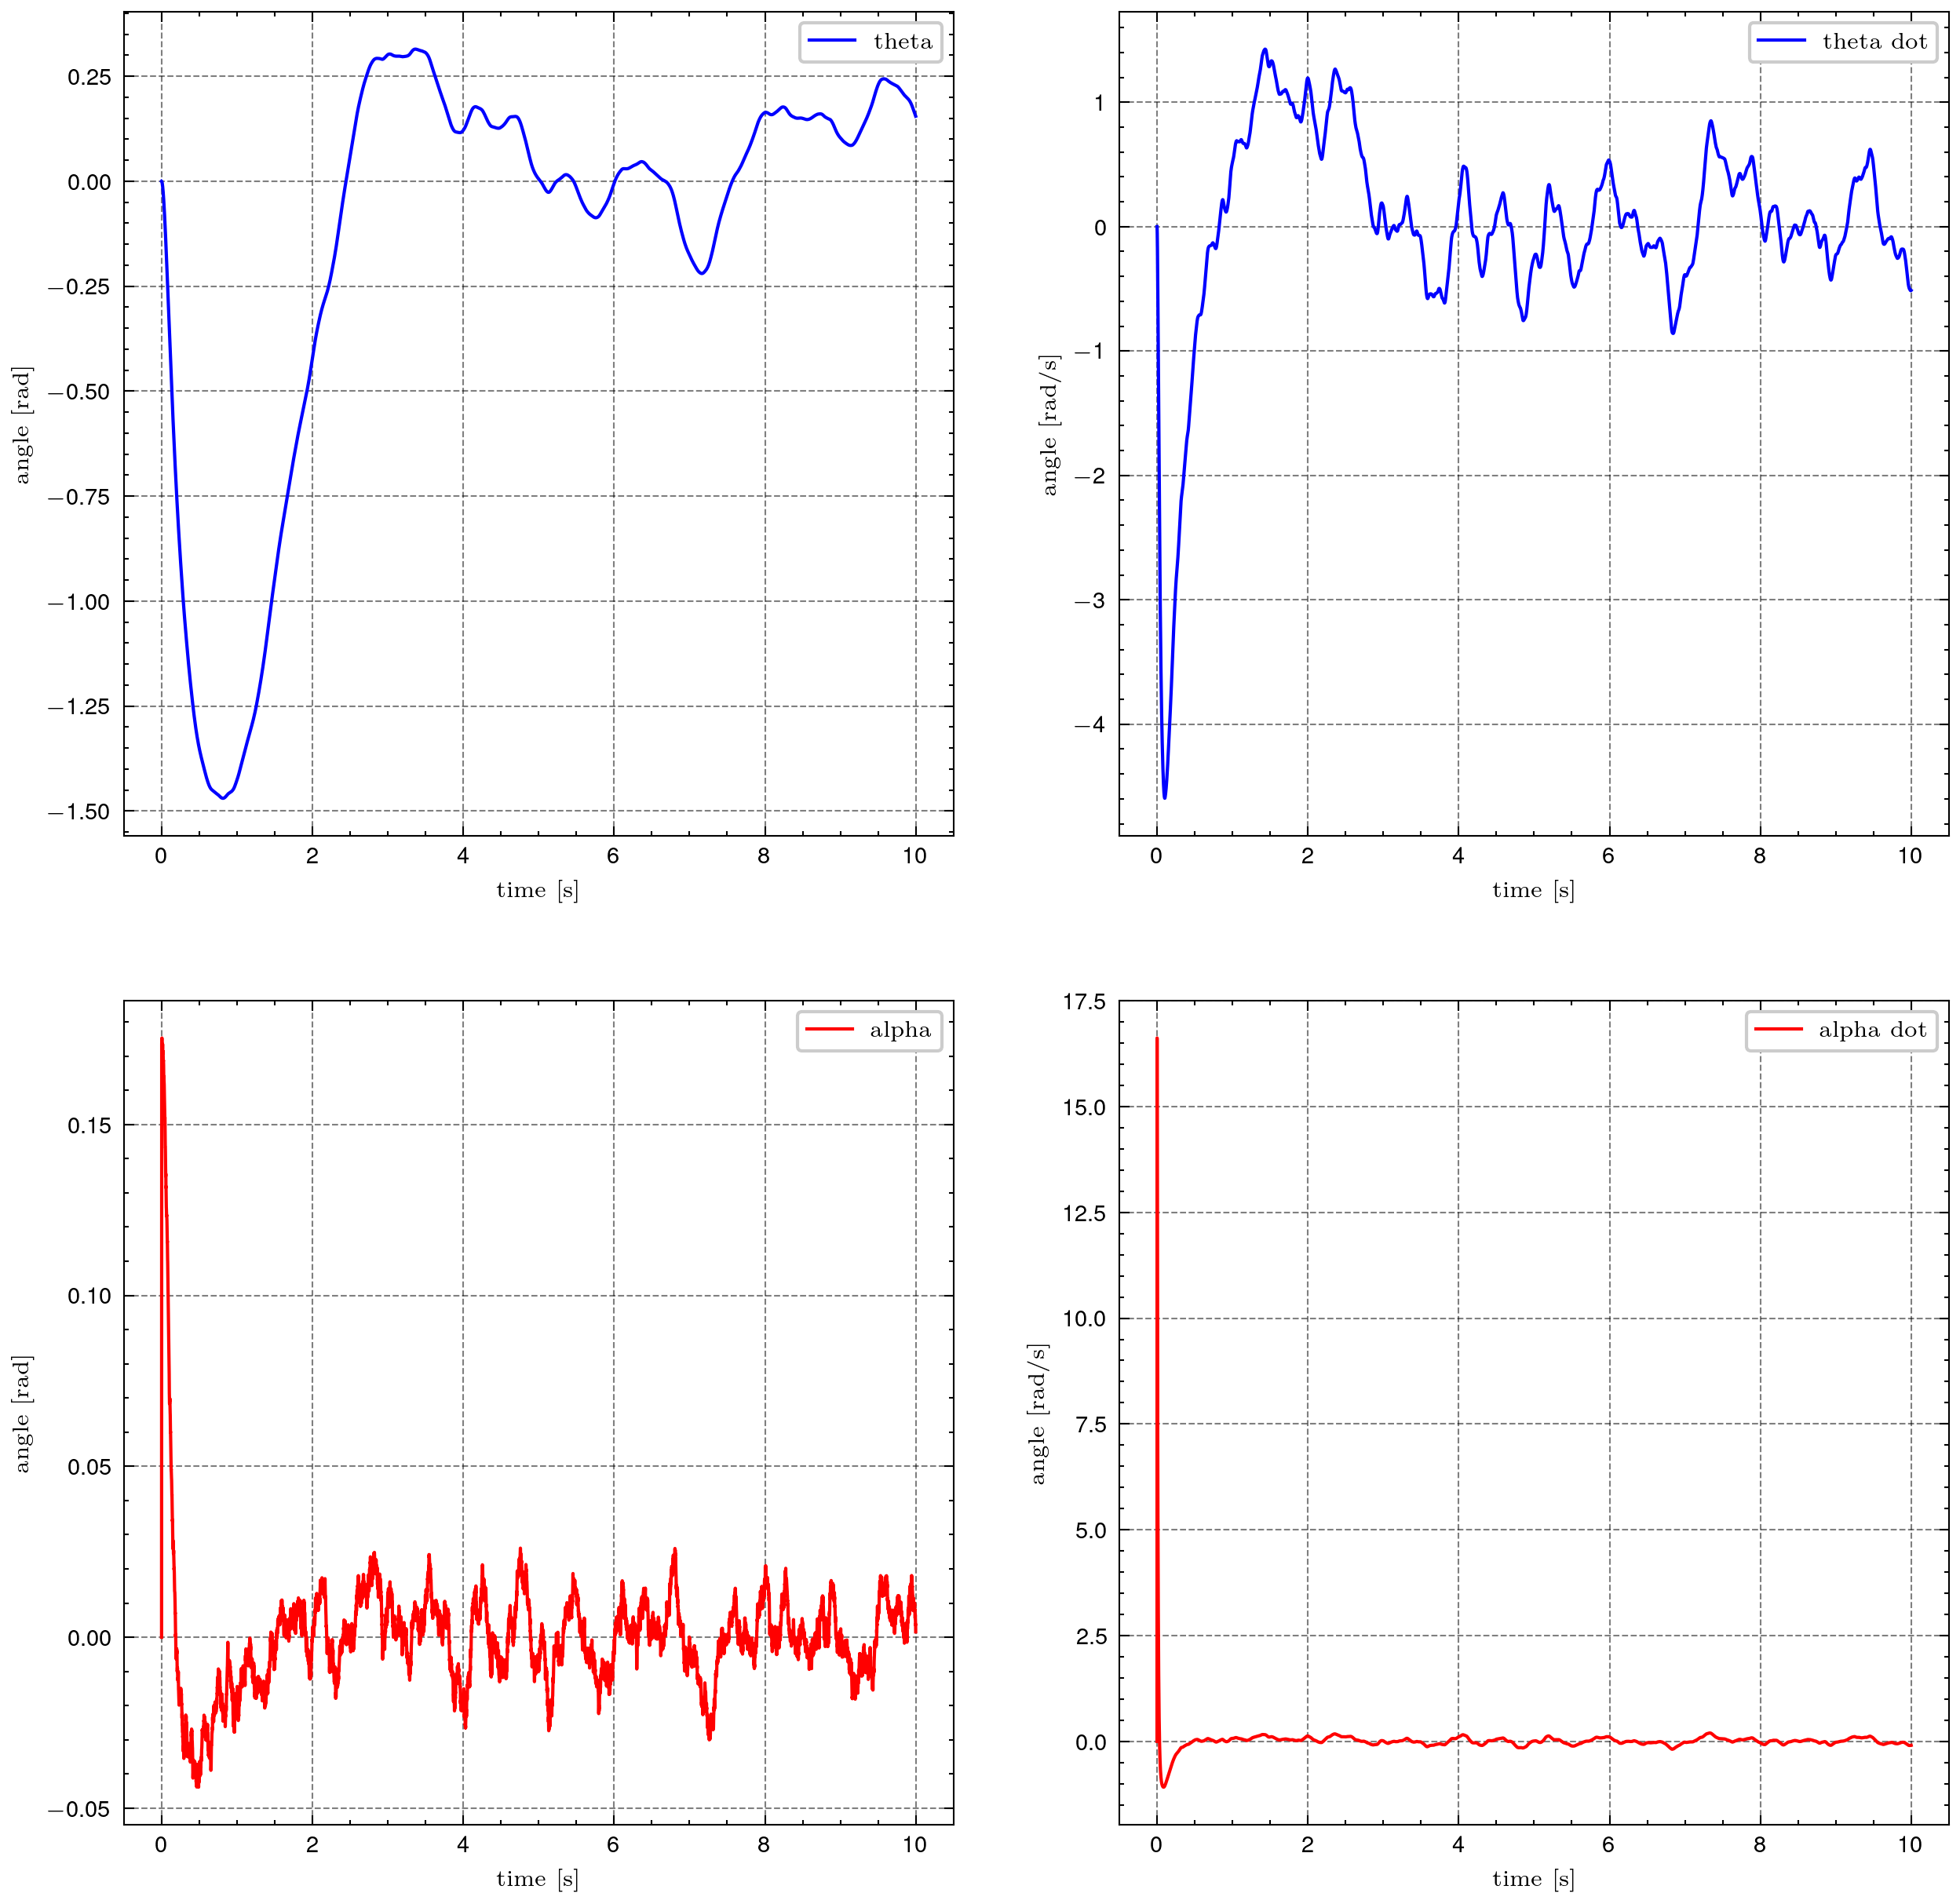 theta
0.25
0.00
−0.25
−0.50
−0.75
−1.00
−1.25
−1.50
angle [rad]
0 2 4 6 8 10
time [s]
theta dot
1
0
−1
−2
−3
−4
angle [rad/s]
0 2 4 6 8 10
time [s]
alpha
0.15
0.10
0.05
0.00
−0.05
angle [rad]
0 2 4 6 8 10
time [s]
alpha dot
17.5
15.0
12.5
10.0
7.5
5.0
2.5
0.0
angle [rad/s]
0 2 4 6 8 10
time [s]